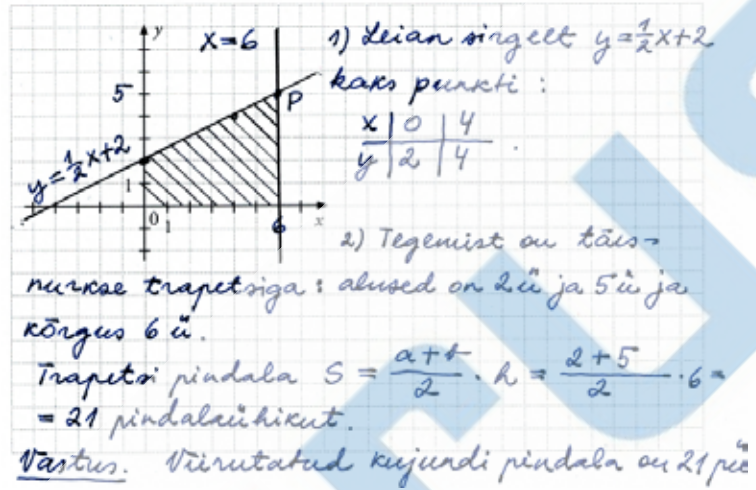 y
x=6
5
P
y=½x+2
1
0 1
6
x
1) Leian sirgelt y=½x+2
kaks punkti :
x | 0 | 4
y | 2 | 4
2) Tegemist on täis-
nurkse trapetsiga : alused on 2ü ja 5ü ja
kõrgus 6 ü.
Trapetsi pindala S = (a+b)/2 · h = (2+5)/2 · 6 =
= 21 pindalaühikut.
Vastus. Viirutatud kujundi pindala on 21 pü